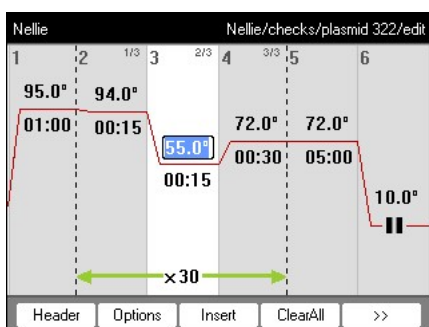 Nellie Nellie/checks/plasmid 322/edit
1 2 1/3 3 2/3 4 3/3 5 6
95.0° 94.0°
01:00 00:15 72.0° 72.0°
55.0° 00:30 05:00
00:15
10.0°
×30
Header Options Insert ClearAll >>